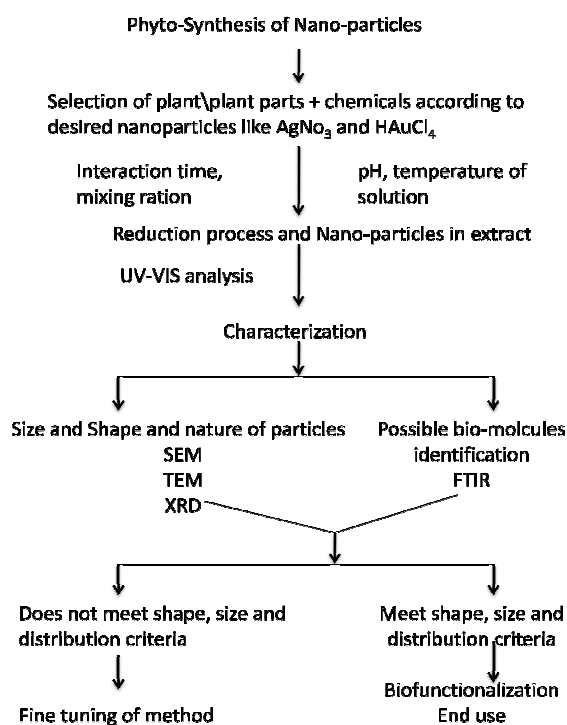 Phyto-Synthesis of Nano-particles
Selection of plant\plant parts + chemicals according to
desired nanoparticles like AgNo₃ and HAuCl₄
Interaction time,
mixing ration
pH, temperature of
solution
Reduction process and Nano-particles in extract
UV-VIS analysis
Characterization
Size and Shape and nature of particles
SEM
TEM
XRD
Possible bio-molcules
identification
FTIR
Does not meet shape, size and
distribution criteria
Meet shape, size and
distribution criteria
Fine tuning of method
Biofunctionalization
End use